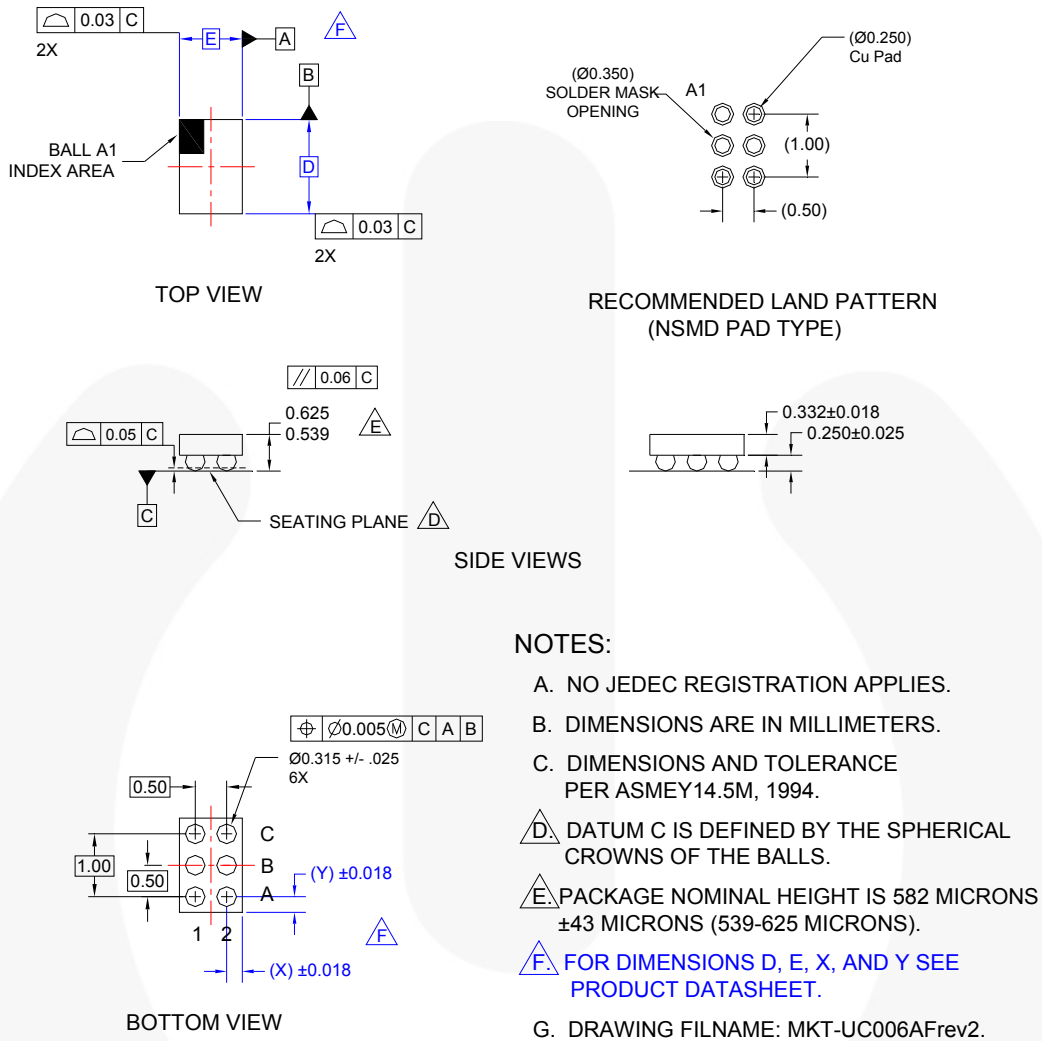 ⌓ 0.03 C
2X
E
A
F
B
BALL A1
INDEX AREA
D
⌓ 0.03 C
2X
TOP VIEW
(Ø0.250)
Cu Pad
(Ø0.350)
SOLDER MASK
OPENING
A1
(1.00)
(0.50)
RECOMMENDED LAND PATTERN
(NSMD PAD TYPE)
// 0.06 C
0.625
0.539
E
⌓ 0.05 C
C
SEATING PLANE D
0.332±0.018
0.250±0.025
SIDE VIEWS
⌖ Ø0.005Ⓜ C A B
Ø0.315 +/- .025
6X
0.50
C
1.00
0.50
B
A
(Y) ±0.018
1 2
F
(X) ±0.018
BOTTOM VIEW
NOTES:
A. NO JEDEC REGISTRATION APPLIES.
B. DIMENSIONS ARE IN MILLIMETERS.
C. DIMENSIONS AND TOLERANCE
PER ASMEY14.5M, 1994.
D. DATUM C IS DEFINED BY THE SPHERICAL
CROWNS OF THE BALLS.
E. PACKAGE NOMINAL HEIGHT IS 582 MICRONS
±43 MICRONS (539-625 MICRONS).
F. FOR DIMENSIONS D, E, X, AND Y SEE
PRODUCT DATASHEET.
G. DRAWING FILNAME: MKT-UC006AFrev2.